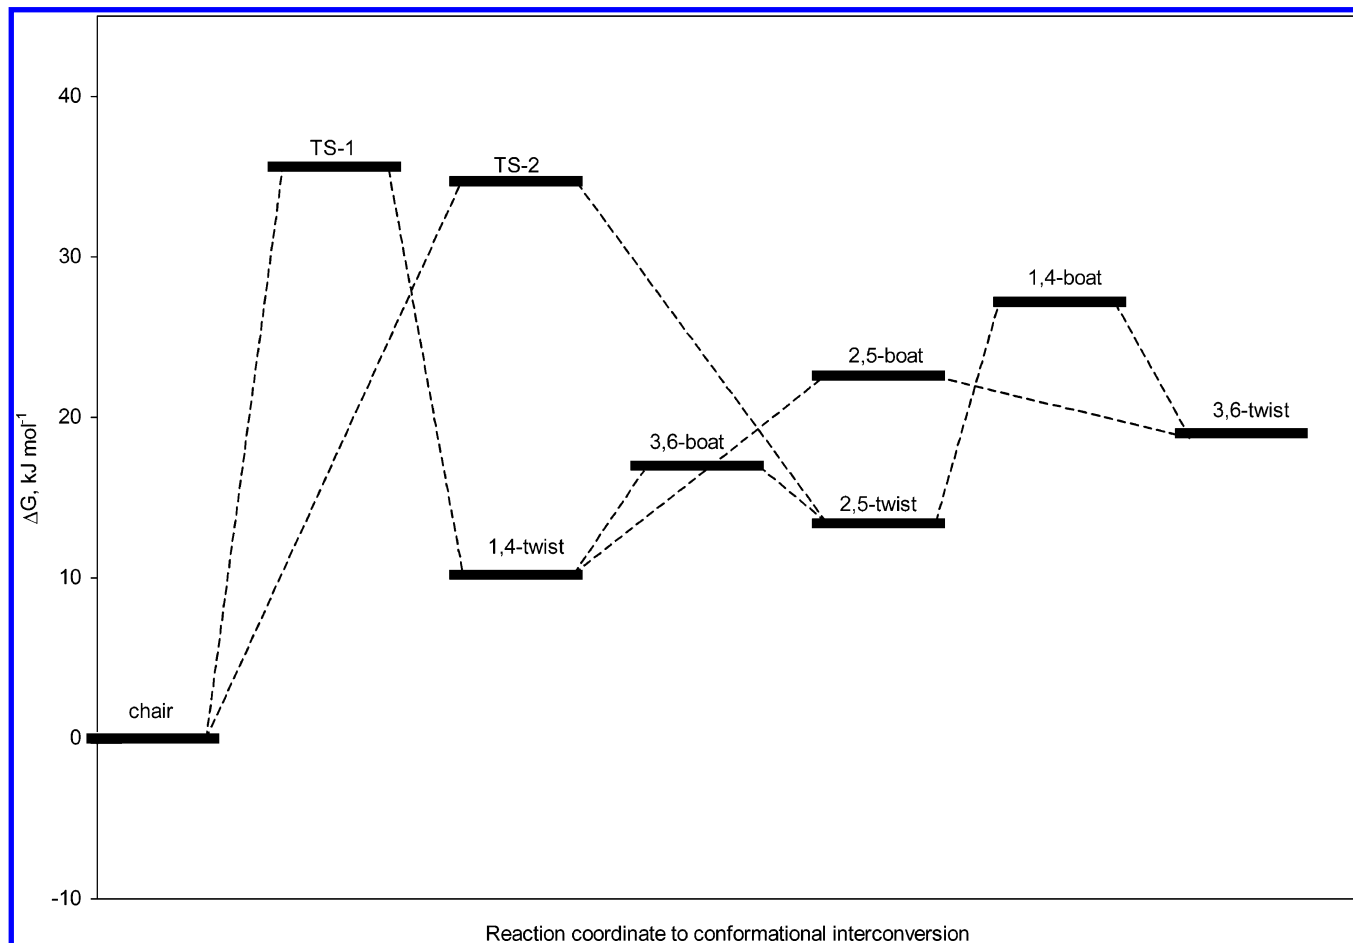 40
TS-1
TS-2
30
1,4-boat
2,5-boat
3,6-twist
20
3,6-boat
ΔG, kJ mol-1
2,5-twist
1,4-twist
10
chair
0
-10
Reaction coordinate to conformational interconversion